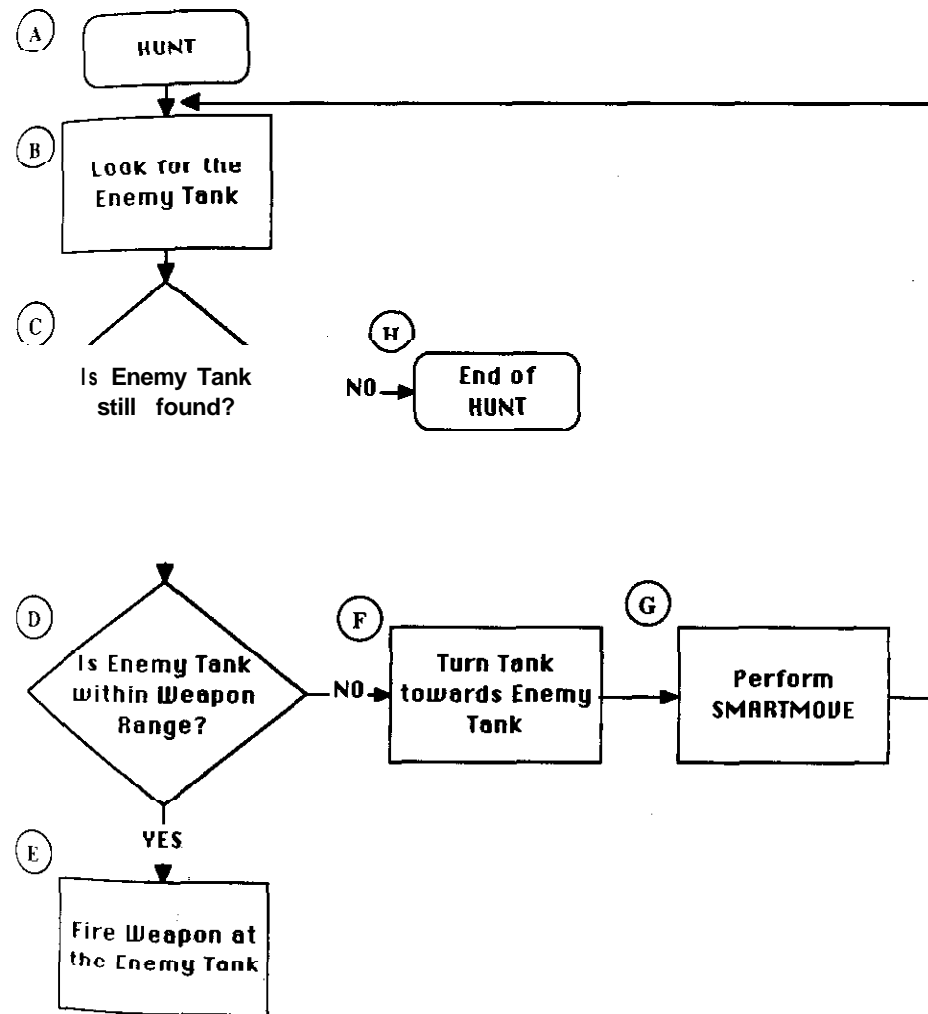 A
HUNT
B
Look for the
Enemy Tank
C
Is Enemy Tank
still found?
H
NO
End of
HUNT
D
Is Enemy Tank
within Weapon
Range?
NO
F
Turn Tank
towards Enemy
Tank
G
Perform
SMARTMOVE
YES
E
Fire Weapon at
the Enemy Tank